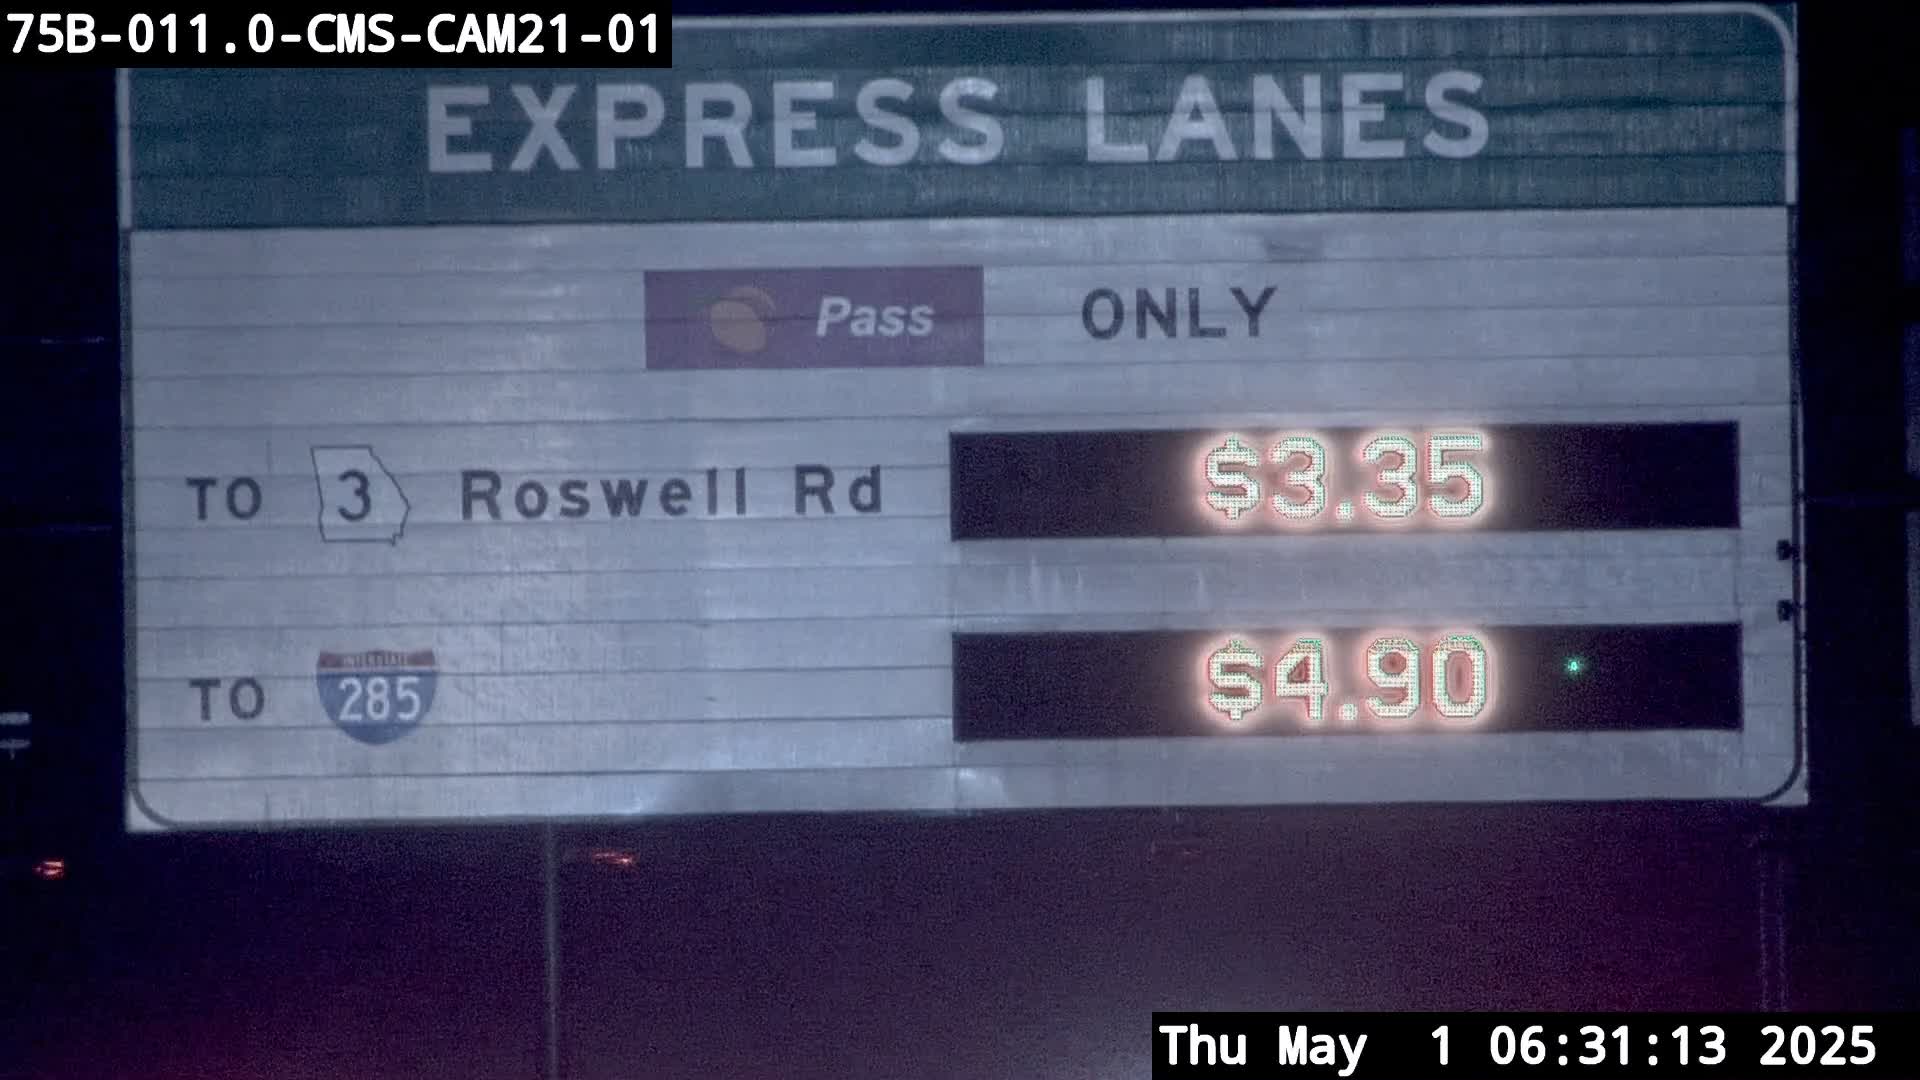 75B-011.0-CMS-CAM21-01
EXPRESS LANES
Pass ONLY
TO 3 Roswell Rd $3.35
TO INTERSTATE 285 $4.90
Thu May 1 06:31:13 2025